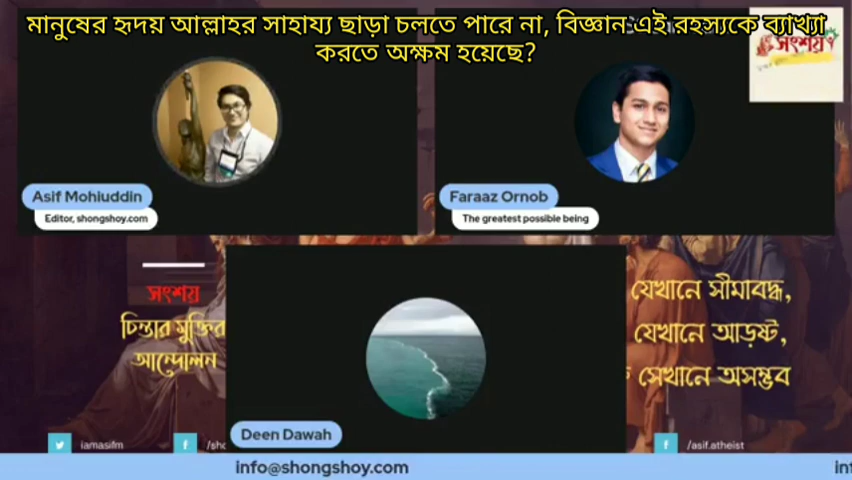 মানুষের হৃদয় আল্লাহর সাহায্য ছাড়া চলতে পারে না, বিজ্ঞান এই রহস্যকে ব্যাখ্যা
করতে অক্ষম হয়েছে?
সংশয়
Asif Mohiuddin
Editor, shongshoy.com
Faraaz Ornob
The greatest possible being
সংশয়
চিন্তার মুক্তির
আন্দোলন
যেখানে সীমাবদ্ধ,
যেখানে আড়ষ্ট,
সেখানে অসম্ভব
Deen Dawah
iamasifm
/sho
/asif.atheist
info@shongshoy.com
inf